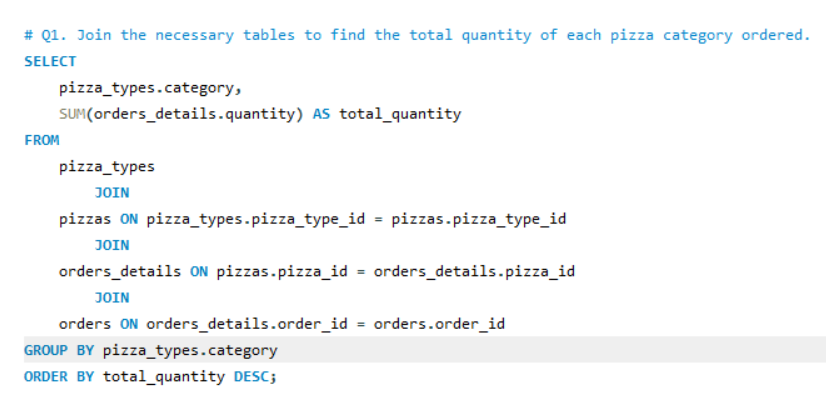 # Q1. Join the necessary tables to find the total quantity of each pizza category ordered.
SELECT
pizza_types.category,
SUM(orders_details.quantity) AS total_quantity
FROM
pizza_types
JOIN
pizzas ON pizza_types.pizza_type_id = pizzas.pizza_type_id
JOIN
orders_details ON pizzas.pizza_id = orders_details.pizza_id
JOIN
orders ON orders_details.order_id = orders.order_id
GROUP BY pizza_types.category
ORDER BY total_quantity DESC;